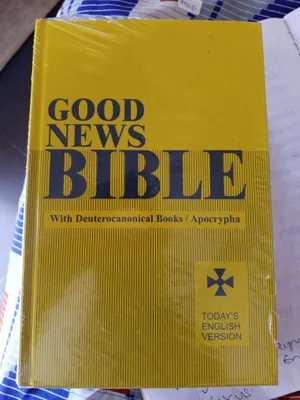 GOOD
NEWS
BIBLE
With Deuterocanonical Books / Apocrypha
TODAY'S
ENGLISH
VERSION